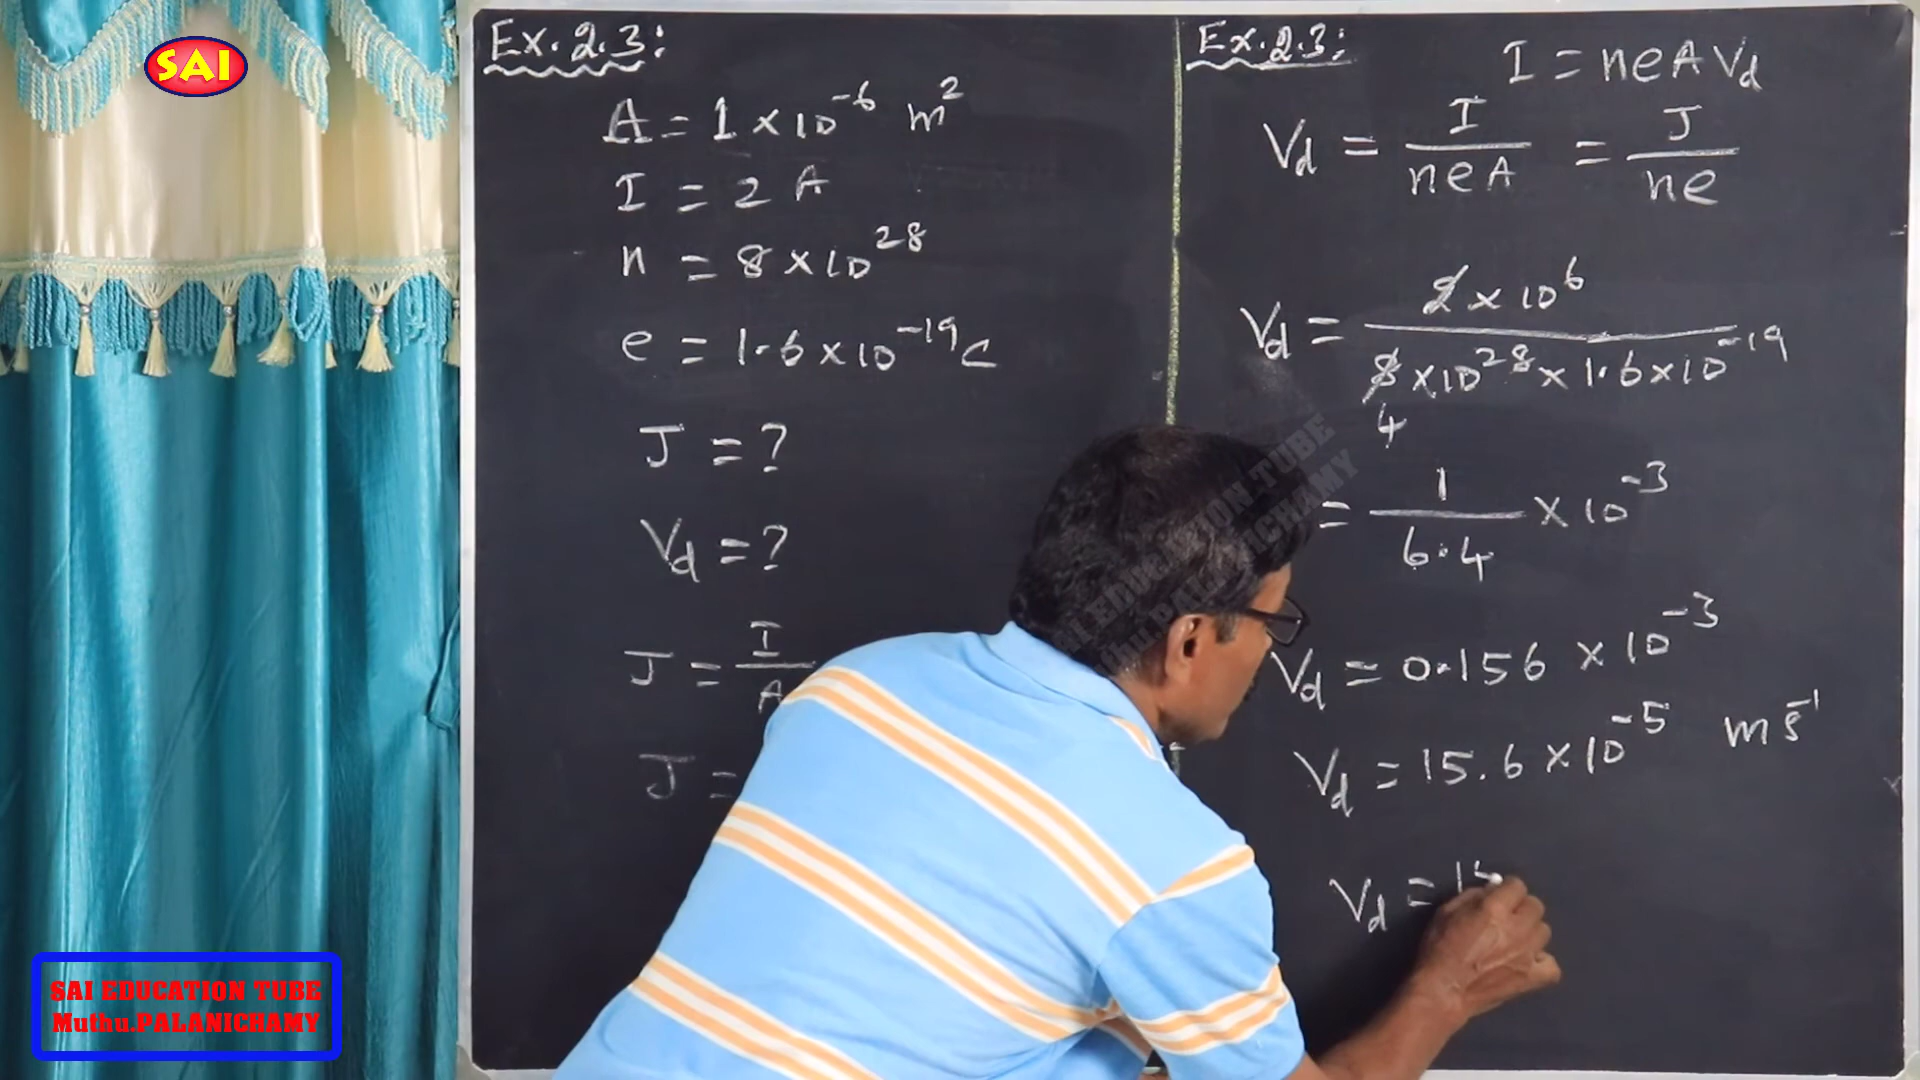 SAI
Ex. 2.3:
A = 1 × 10⁻⁶ m²
I = 2 A
n = 8 × 10²⁸
e = 1.6 × 10⁻¹⁹ C
J = ?
Vd = ?
J = I / A
J =
Ex. 2.3:
I = neAVd
Vd = I / neA = J / ne
Vd = 2 × 10⁶ / 8 × 10²⁸ × 1.6 × 10⁻¹⁹
4
= 1 / 6.4 × 10⁻³
Vd = 0.156 × 10⁻³
Vd = 15.6 × 10⁻⁵ m s⁻¹
Vd = 15
SAI EDUCATION TUBE
Muthu.PALANICHAMY